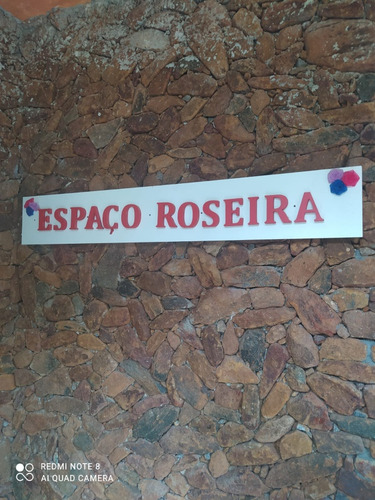 ESPAÇO ROSEIRA
REDMI NOTE 8
AI QUAD CAMERA